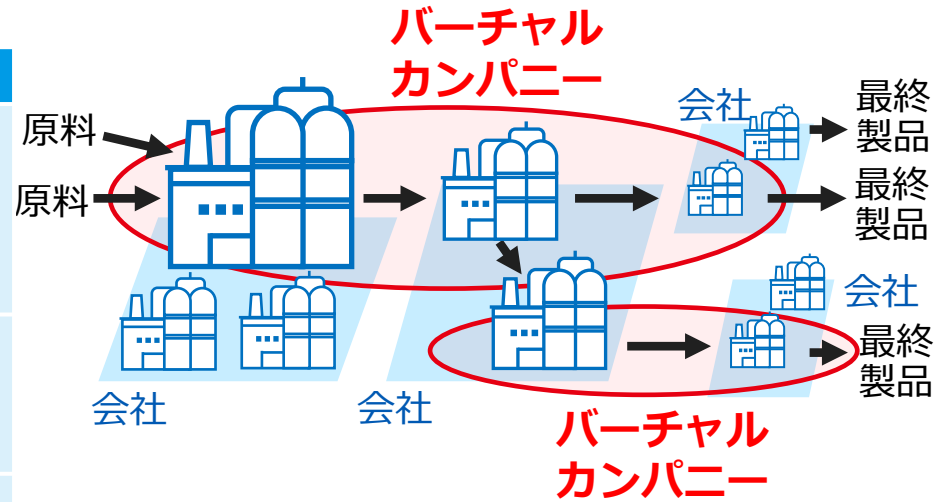 バーチャル
カンパニー
会社
最終
製品
原料
原料
最終
製品
会社
最終
製品
会社
会社
バーチャル
カンパニー